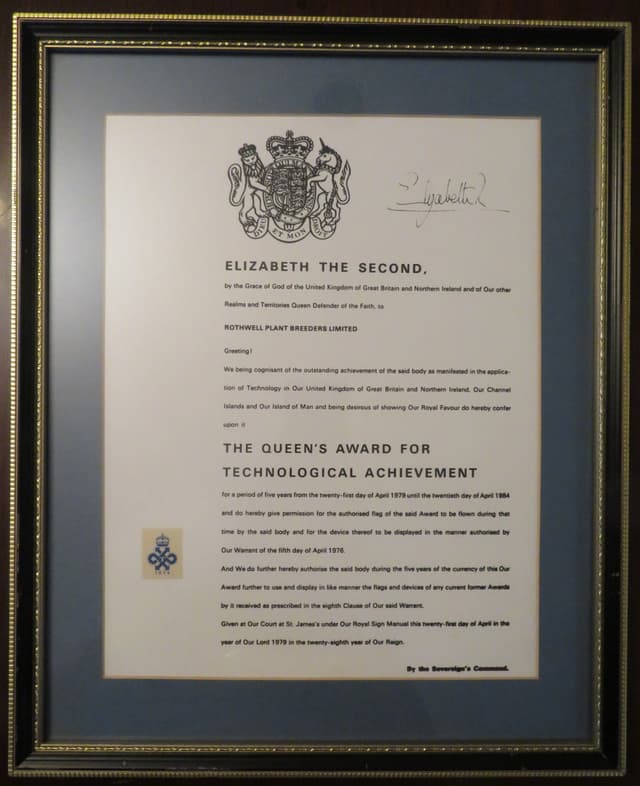 DIEU ET MON DROIT
Elizabeth R
ELIZABETH THE SECOND,
by the Grace of God of the United Kingdom of Great Britain and Northern Ireland and of Our other
Realms and Territories Queen Defender of the Faith, to
ROTHWELL PLANT BREEDERS LIMITED
Greeting!
We being cognisant of the outstanding achievement of the said body as manifested in the applica-
tion of Technology in Our United Kingdom of Great Britain and Northern Ireland, Our Channel
Islands and Our Island of Man and being desirous of showing Our Royal Favour do hereby confer
upon it
THE QUEEN'S AWARD FOR
TECHNOLOGICAL ACHIEVEMENT
for a period of five years from the twenty-first day of April 1979 until the twentieth day of April 1984
and do hereby give permission for the authorised flag of the said Award to be flown during that
time by the said body and for the device thereof to be displayed in the manner authorised by
Our Warrant of the fifth day of April 1976.
And We do further hereby authorise the said body during the five years of the currency of this Our
Award further to use and display in like manner the flags and devices of any current former Awards
by it received as prescribed in the eighth Clause of Our said Warrant.
Given at Our Court at St. James's under Our Royal Sign Manual this twenty-first day of April in the
year of Our Lord 1979 in the twenty-eighth year of Our Reign.
By the Sovereign's Command.